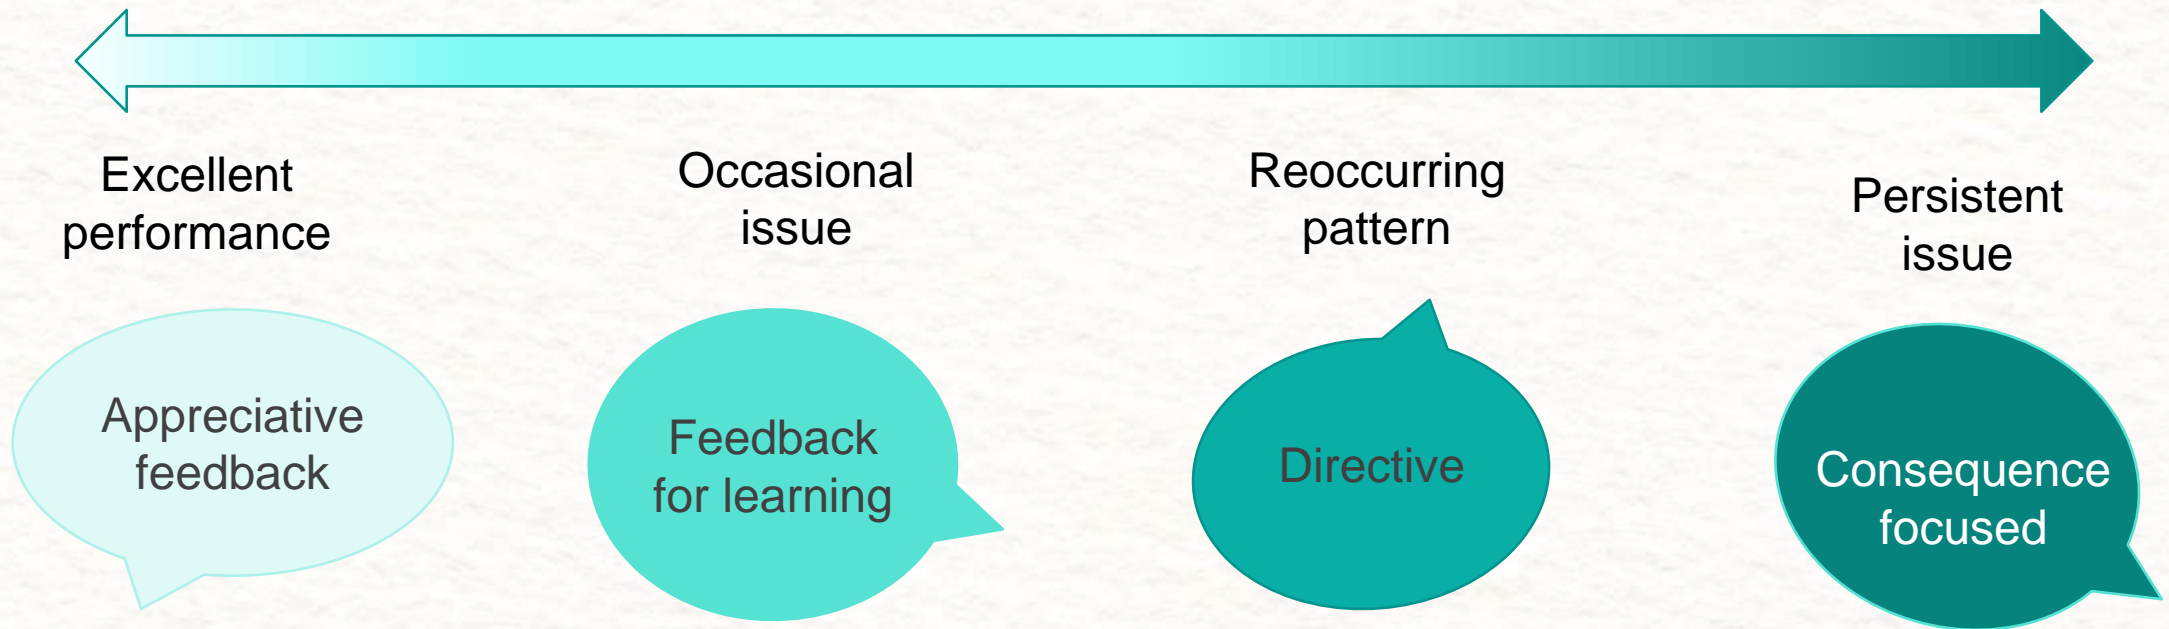 Excellent
performance
Occasional
issue
Reoccurring
pattern
Persistent
issue
Appreciative
feedback
Feedback
for learning
Directive
Consequence
focused